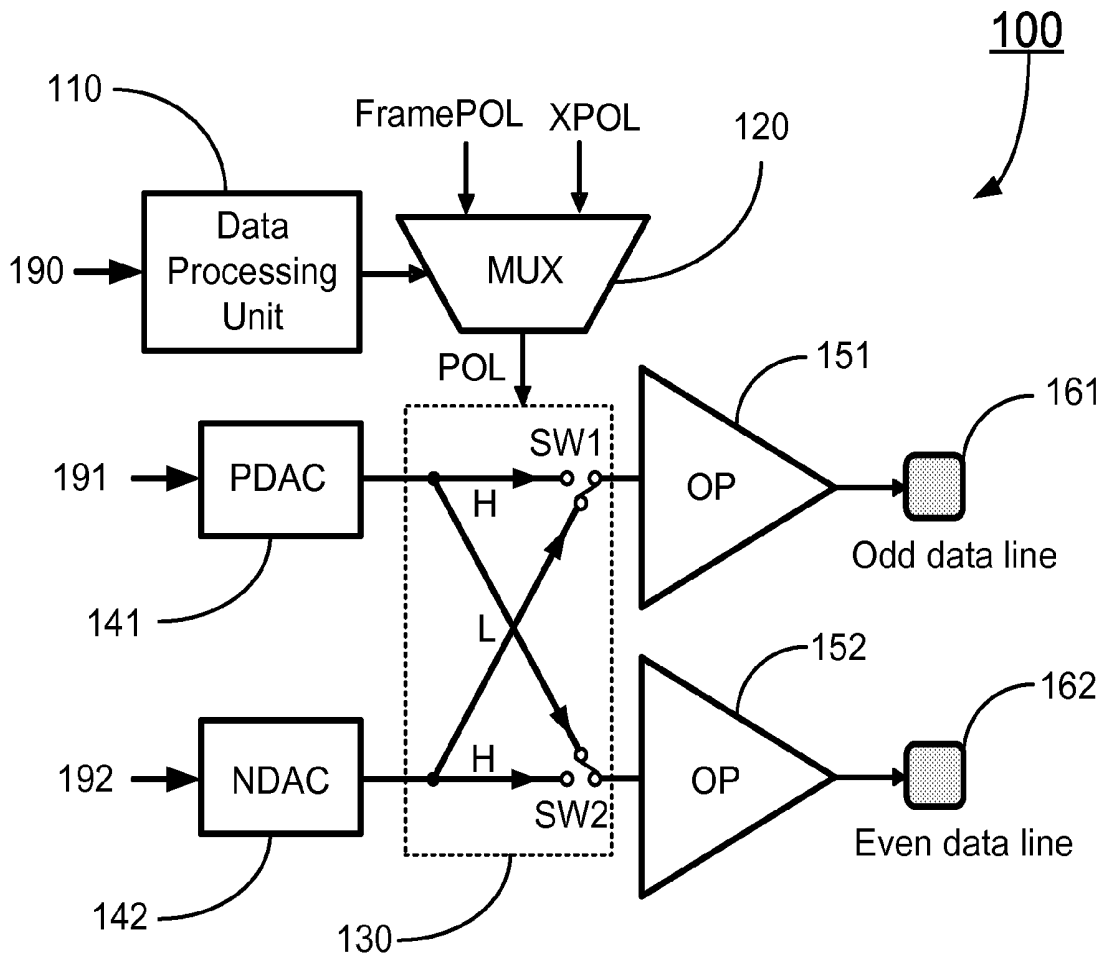 100
110
FramePOL
XPOL
120
Data
Processing
Unit
190
MUX
POL
151
161
191
PDAC
SW1
H
OP
Odd data line
141
L
152
162
192
NDAC
H
SW2
OP
Even data line
142
130